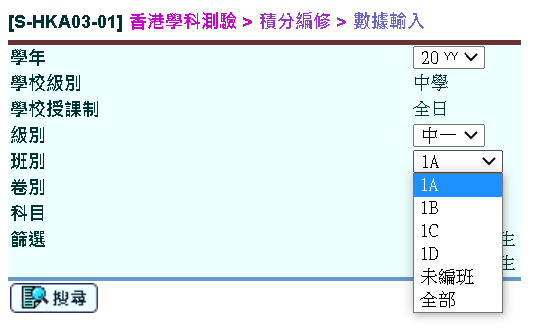 [S-HKA03-01] 香港學科測驗 > 積分編修 > 數據輸入
學年 20 YY
學校級別 中學
學校授課制 全日
級別 中一
班別 1A
卷別 1A
1B
科目 1C
篩選 1D 生
未編班 生
全部
搜尋